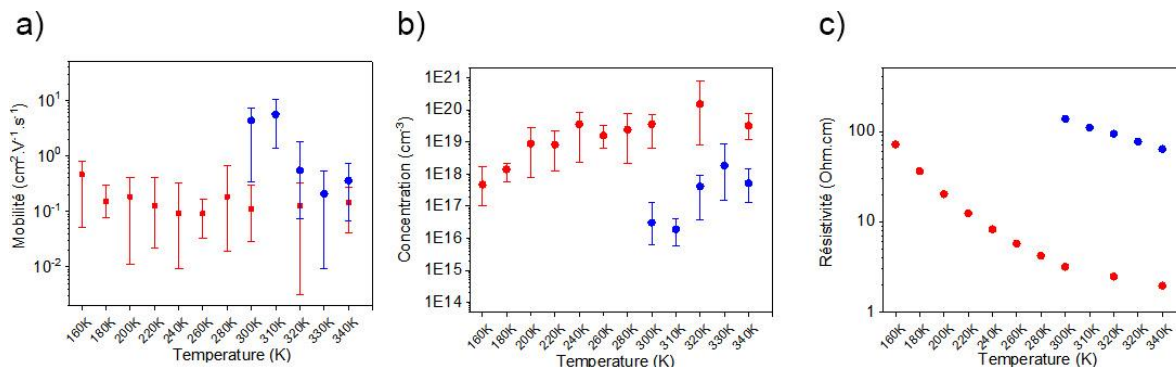 a)
Mobilité (cm².V⁻¹.s⁻¹)
10¹
10⁰
10⁻¹
10⁻²
160K 180K 200K 220K 240K 260K 280K 300K 310K 320K 330K 340K
Temperature (K)
b)
Concentration (cm⁻³)
1E21
1E20
1E19
1E18
1E17
1E16
1E15
1E14
160K 180K 200K 220K 240K 260K 280K 300K 310K 320K 330K 340K
Temperature (K)
c)
Résistivité (Ohm.cm)
100
10
1
160K 180K 200K 220K 240K 260K 280K 300K 310K 320K 320K 340K
Temperature (K)